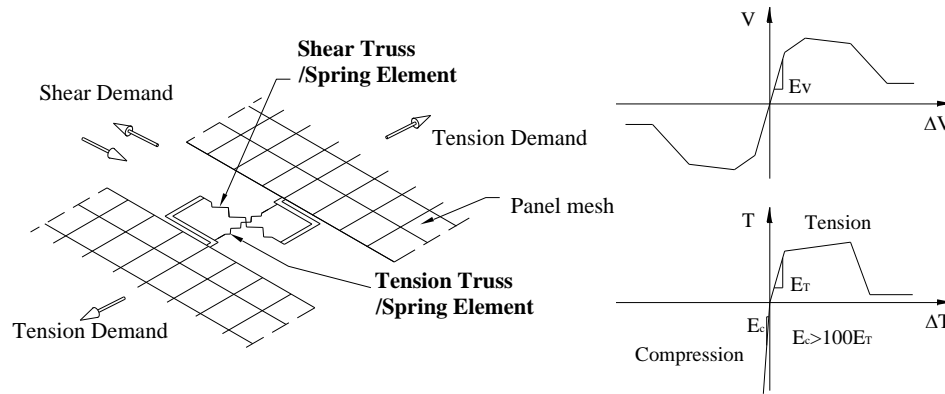 Shear Truss
/Spring Element
Shear Demand
Tension Demand
Panel mesh
Tension Truss
/Spring Element
Tension Demand
V
Ev
ΔV
T
Tension
ET
ΔT
Ec
Ec>100ET
Compression